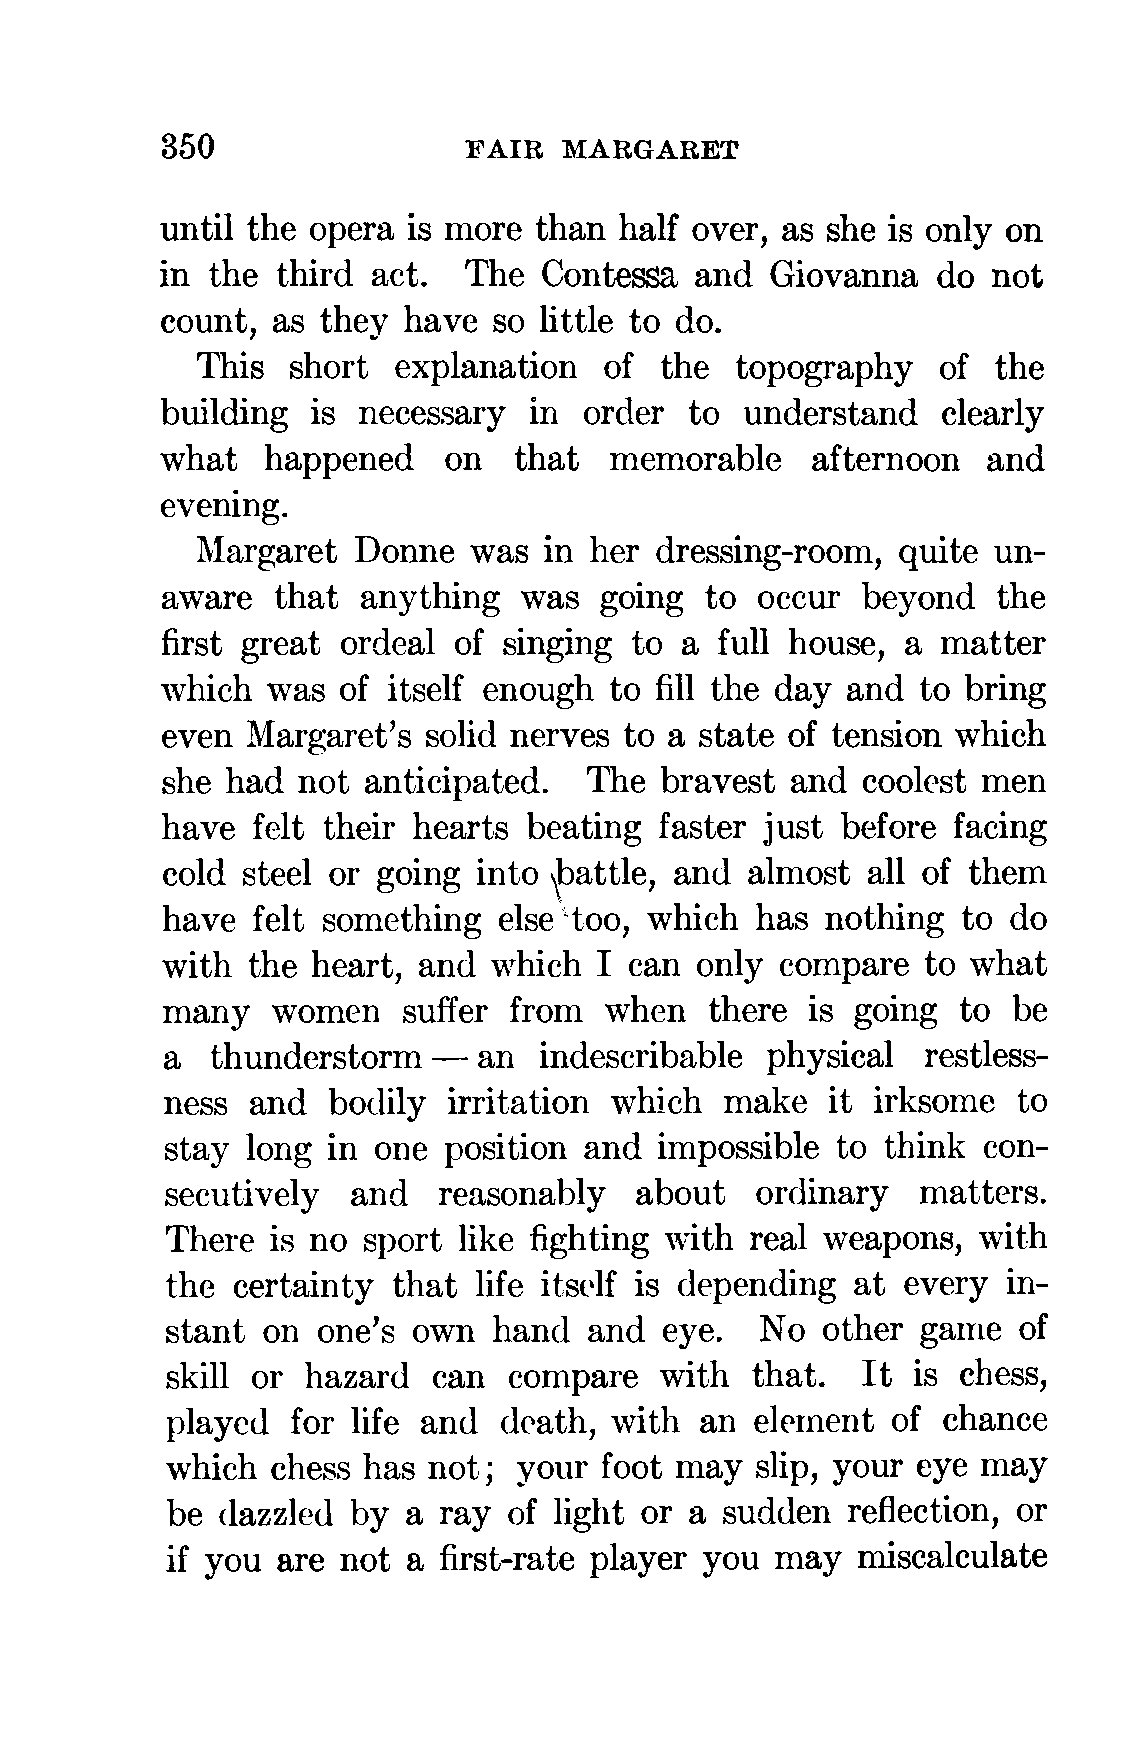 350 FAIR MARGARET
until the opera is more than half over, as she is only on
in the third act. The Contessa and Giovanna do not
count, as they have so little to do.
This short explanation of the topography of the
building is necessary in order to understand clearly
what happened on that memorable afternoon and
evening.
Margaret Donne was in her dressing-room, quite un-
aware that anything was going to occur beyond the
first great ordeal of singing to a full house, a matter
which was of itself enough to fill the day and to bring
even Margaret's solid nerves to a state of tension which
she had not anticipated. The bravest and coolest men
have felt their hearts beating faster just before facing
cold steel or going into battle, and almost all of them
have felt something else too, which has nothing to do
with the heart, and which I can only compare to what
many women suffer from when there is going to be
a thunderstorm — an indescribable physical restless-
ness and bodily irritation which make it irksome to
stay long in one position and impossible to think con-
secutively and reasonably about ordinary matters.
There is no sport like fighting with real weapons, with
the certainty that life itself is depending at every in-
stant on one's own hand and eye. No other game of
skill or hazard can compare with that. It is chess,
played for life and death, with an element of chance
which chess has not; your foot may slip, your eye may
be dazzled by a ray of light or a sudden reflection, or
if you are not a first-rate player you may miscalculate